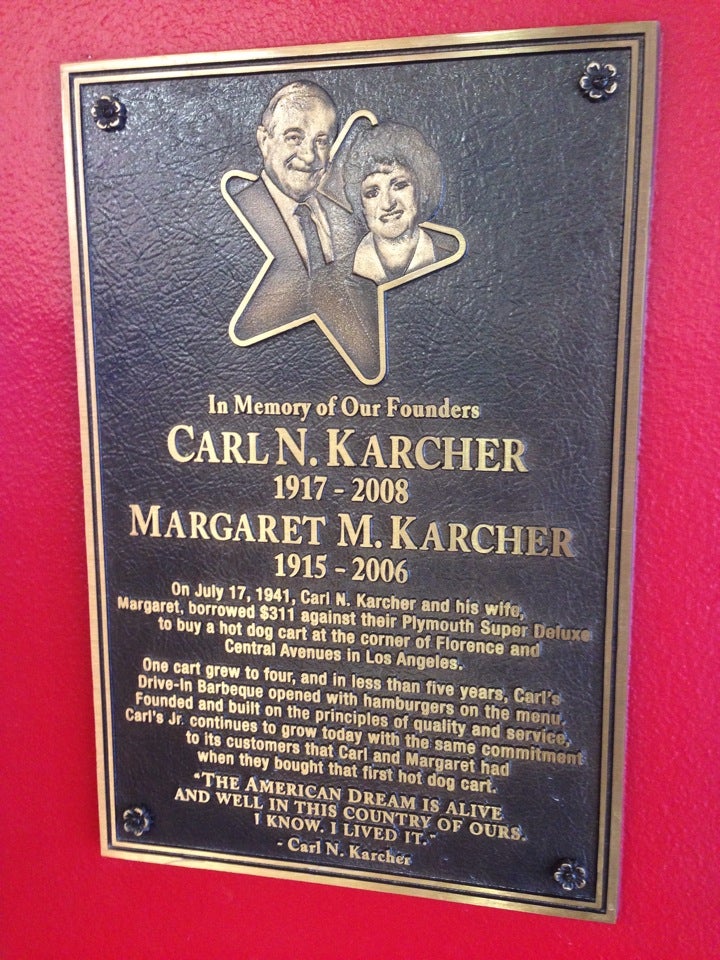 In Memory of Our Founders
CARL N. KARCHER
1917 - 2008
MARGARET M. KARCHER
1915 - 2006
On July 17, 1941, Carl N. Karcher and his wife,
Margaret, borrowed $311 against their Plymouth Super Deluxe
to buy a hot dog cart at the corner of Florence and
Central Avenues in Los Angeles.
One cart grew to four, and in less than five years, Carl's
Drive-In Barbeque opened with hamburgers on the menu.
Founded and built on the principles of quality and service,
Carl's Jr. continues to grow today with the same commitment
to its customers that Carl and Margaret had
when they bought that first hot dog cart.
"THE AMERICAN DREAM IS ALIVE
AND WELL IN THIS COUNTRY OF OURS.
I KNOW. I LIVED IT."
- Carl N. Karcher